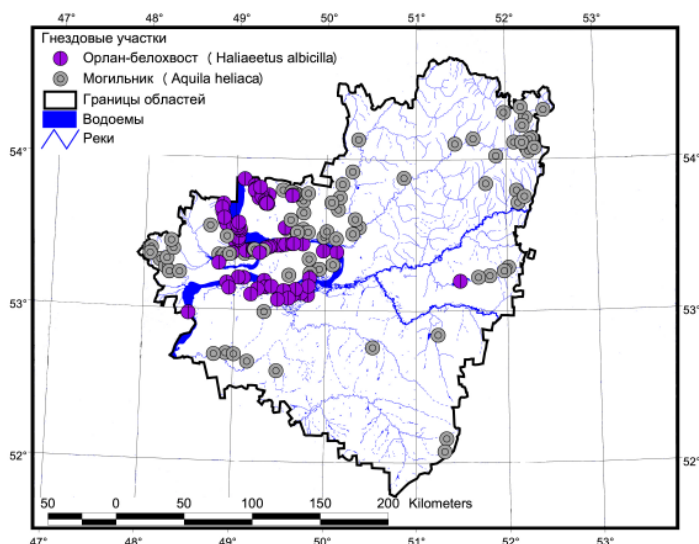 47° 48° 49° 50° 51° 52° 53°
Гнездовые участки
Орлан-белохвост ( Haliaeetus albicilla)
Могильник ( Aquila heliaca)
Границы областей
Водоемы
Реки
54° 54°
53° 53°
52° 52°
50 0 50 100 150 200 Kilometers
47° 48° 49° 50° 51° 52° 53°